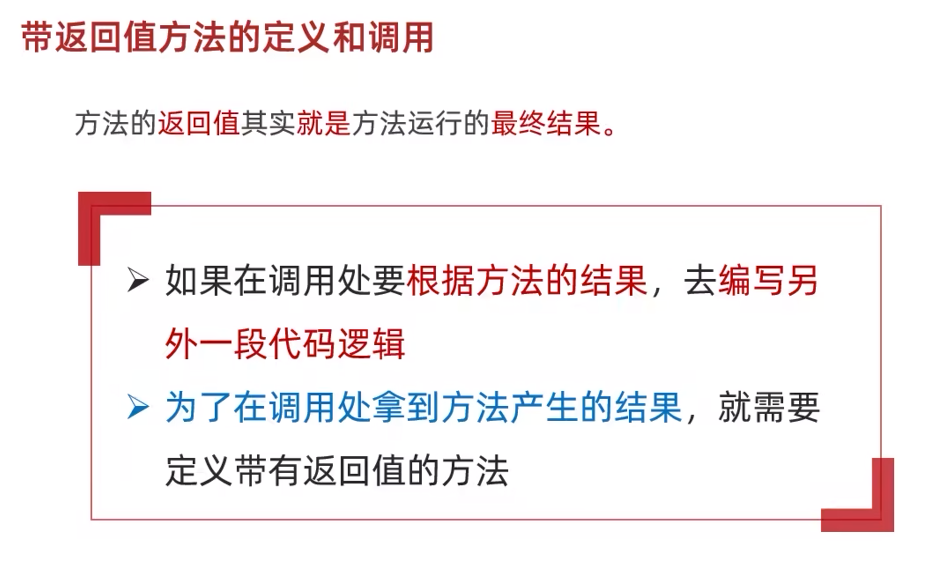 带返回值方法的定义和调用
方法的返回值其实就是方法运行的最终结果。
➢ 如果在调用处要根据方法的结果，去编写另
外一段代码逻辑
➢ 为了在调用处拿到方法产生的结果，就需要
定义带有返回值的方法